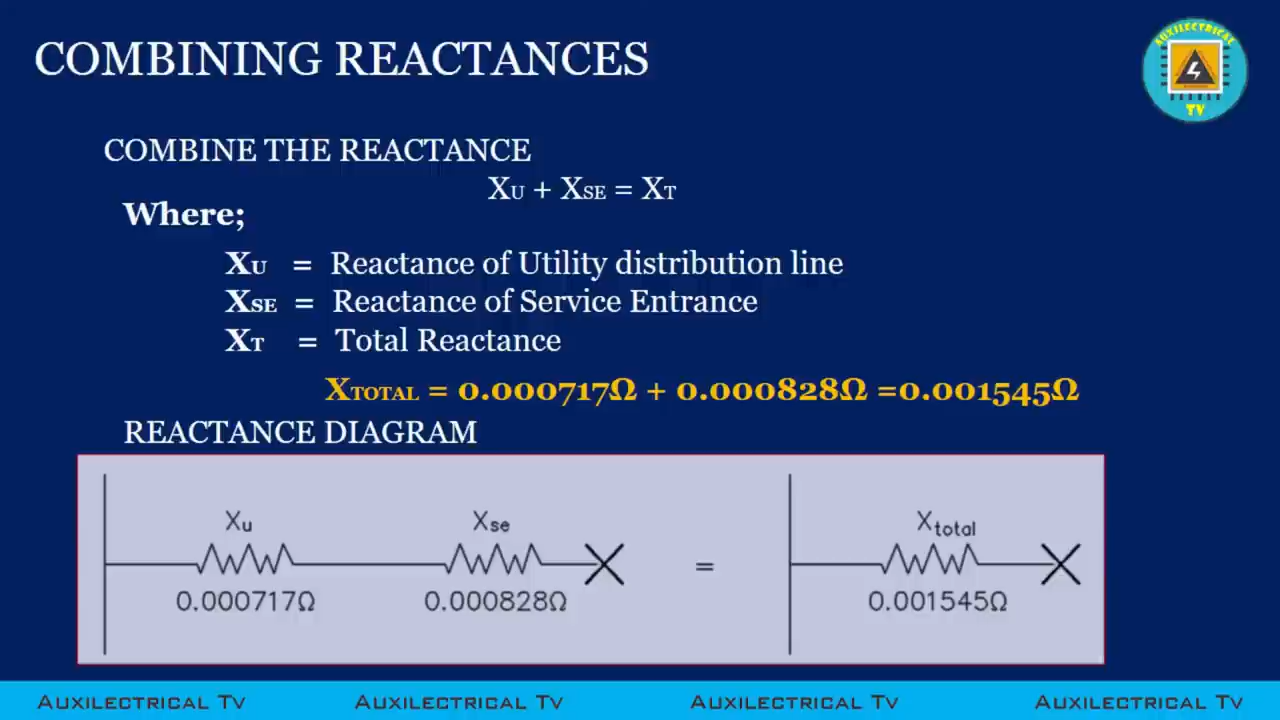 COMBINING REACTANCES
AUXILECTRICAL
TV
COMBINE THE REACTANCE
XU + XSE = XT
Where;
XU = Reactance of Utility distribution line
XSE = Reactance of Service Entrance
XT = Total Reactance
XTOTAL = 0.000717Ω + 0.000828Ω =0.001545Ω
REACTANCE DIAGRAM
Xu Xse Xtotal
=
0.000717Ω 0.000828Ω 0.001545Ω
AUXILECTRICAL TV AUXILECTRICAL TV AUXILECTRICAL TV AUXILECTRICAL TV